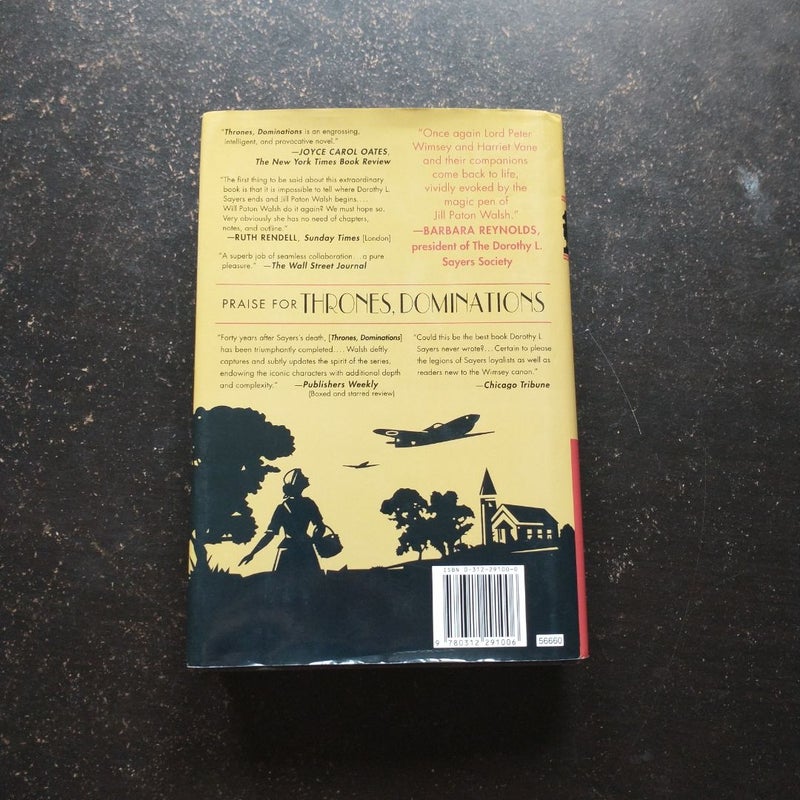 "Thrones, Dominations is an engrossing,
intelligent, and provocative novel."
—JOYCE CAROL OATES,
The New York Times Book Review
"The first thing to be said about this extraordinary
book is that it is impossible to tell where Dorothy L.
Sayers ends and Jill Paton Walsh begins....
Will Paton Walsh do it again? We must hope so.
Very obviously she has no need of chapters,
notes, and outline."
—RUTH RENDELL, Sunday Times [London]
"A superb job of seamless collaboration...a pure
pleasure." —The Wall Street Journal
"Once again Lord Peter
Wimsey and Harriet Vane
and their companions
come back to life,
vividly evoked by the
magic pen of
Jill Paton Walsh."
—BARBARA REYNOLDS,
president of The Dorothy L.
Sayers Society
PRAISE FOR THRONES, DOMINATIONS
"Forty years after Sayers's death, [Thrones, Dominations]
has been triumphantly completed.... Walsh deftly
captures and subtly updates the spirit of the series,
endowing the iconic characters with additional depth
and complexity." —Publishers Weekly
(Boxed and starred review)
"Could this be the best book Dorothy L.
Sayers never wrote?... Certain to please
the legions of Sayers loyalists as well as
readers new to the Wimsey canon."
—Chicago Tribune
ISBN 0-312-29100-0
9 780312 291006
56660